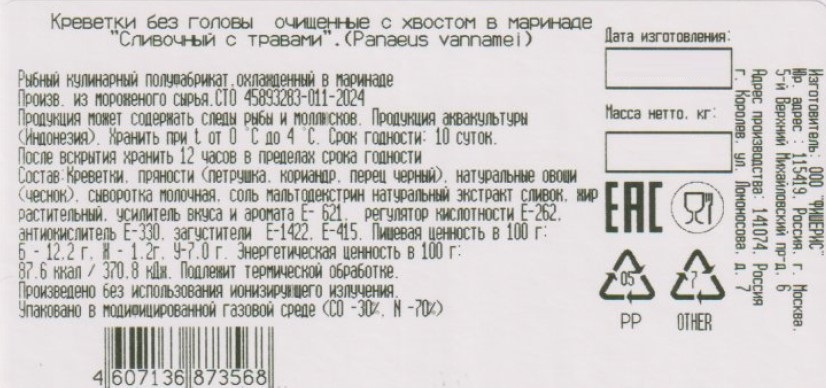 Креветки без головы очищенные с хвостом в маринаде
"Сливочный с травами".(Panaeus vannamei)
Рыбный кулинарный полуфабрикат,охлажденный в маринаде
Произв. из мороженого сырья.СТО 45893283-011-2024
Продукция может содержать следы рыбы и моллюсков. Продукция аквакультуры
(Индонезия). Хранить при t от 0 °С до 4 °С. Срок годности: 10 суток.
После вскрытия хранить 12 часов в пределах срока годности
Состав:Креветки, пряности (петрушка, кориандр, перец черный), натуральные овощи
(чеснок), сыворотка молочная, соль мальтодекстрин натуральный экстракт сливок, жир
растительный, усилитель вкуса и аромата Е- 621, регулятор кислотности Е-262,
антиокислитель Е-330, загустители Е-1422, Е-415. Пищевая ценность в 100 г:
Б - 12.2 г, Ж - 1.2г, У-7.0 г. Энергетическая ценность в 100 г:
87.6 ккал / 370.8 кДж. Подлежит термической обработке.
Произведено без использования ионизирующего излучения.
Упаковано в модифицированной газовой среде (СО -30%, N -70%)
4 607136 873568
Дата изготовления:
Масса нетто, кг:
EAC
05
PP
7
OTHER
Изготовитель: ООО "ФИШЕРИС"
Юр. адрес : 115419, Россия, г. Москва,
5-й Верхний Михайловский пр-д, 6
Адрес производства: 141074, Россия
г. Королев, ул. Ломоносова, д. 7